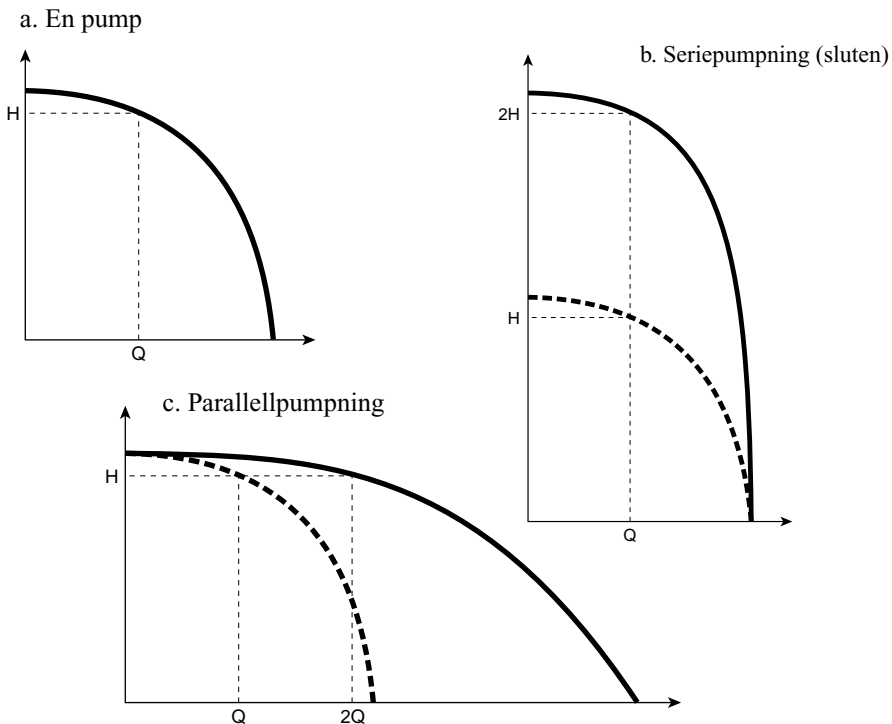 a. En pump
H
Q
b. Seriepumpning (sluten)
2H
H
Q
c. Parallellpumpning
H
Q
2Q